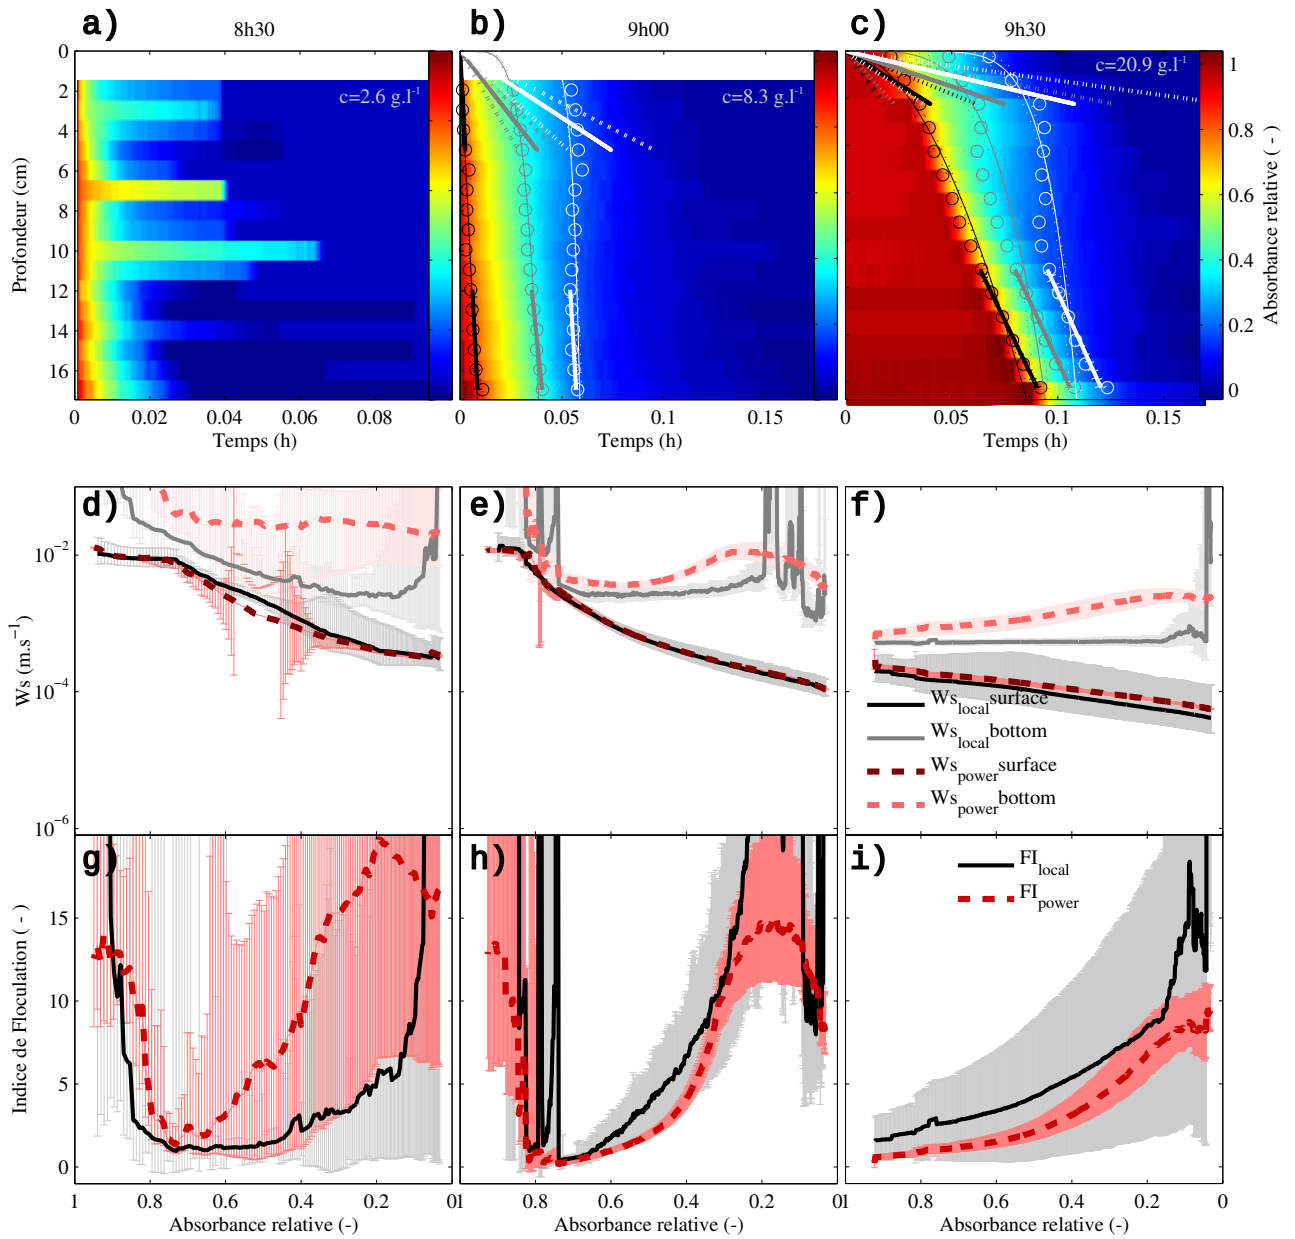 a) 8h30
b) 9h00
c) 9h30
c=2.6 g.l-1
c=8.3 g.l-1
c=20.9 g.l-1
Profondeur (cm)
0
2
4
6
8
10
12
14
16
0 0.02 0.04 0.06 0.08
Temps (h)
0 0.05 0.1 0.15
Temps (h)
0 0.05 0.1 0.15
Temps (h)
1
0.8
0.6
0.4
0.2
0
Absorbance relative ( - )
d)
e)
f)
Ws (m.s−1)
10−2
10−4
10−6
Wslocalsurface
Wslocalbottom
Wspowersurface
Wspowerbottom
g)
h)
i)
FIlocal
FIpower
Indice de Floculation ( - )
15
10
5
0
1 0.8 0.6 0.4 0.2 0
Absorbance relative (-)
1 0.8 0.6 0.4 0.2 0
Absorbance relative (-)
1 0.8 0.6 0.4 0.2 0
Absorbance relative (-)